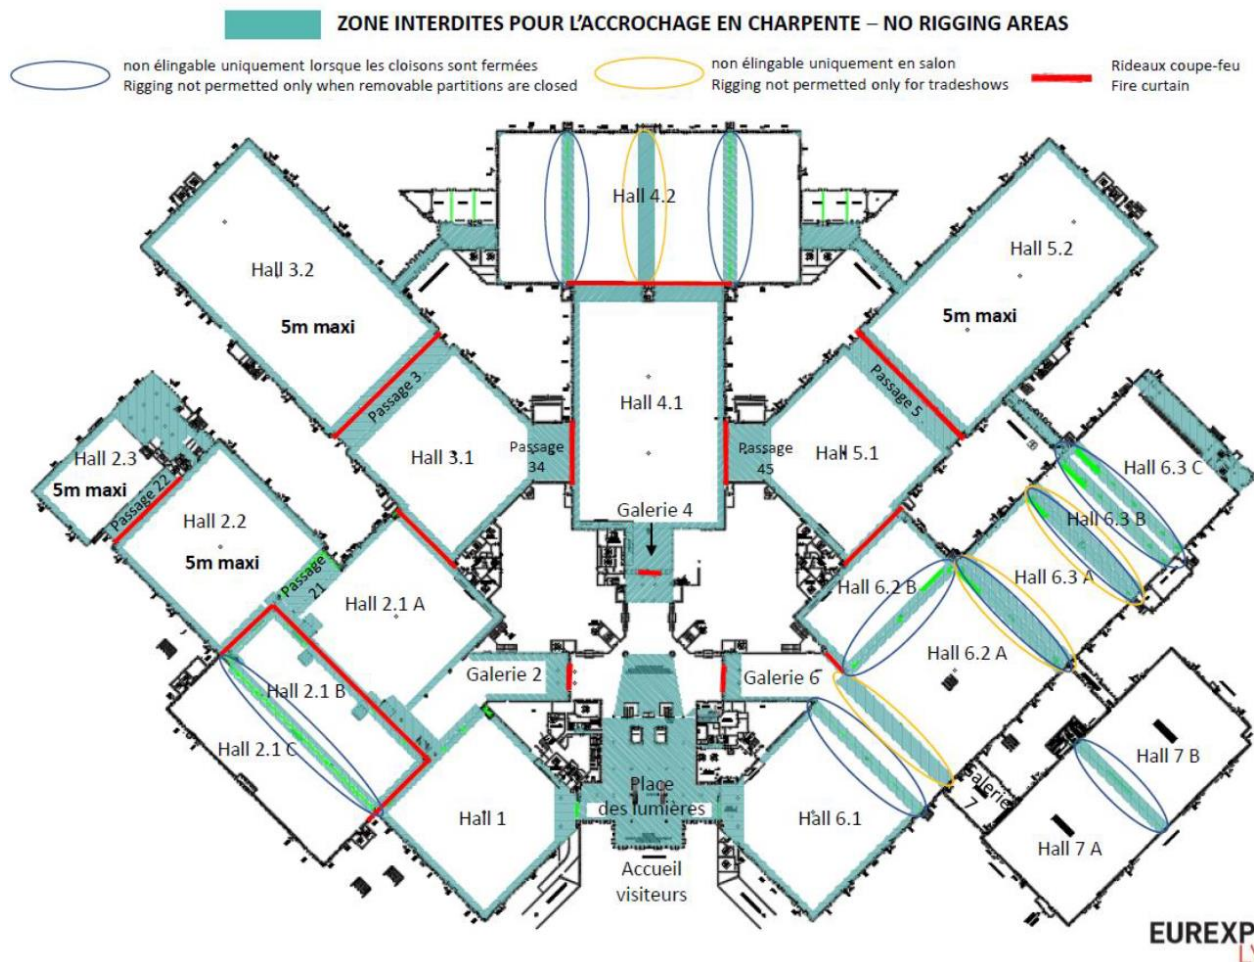 ZONE INTERDITES POUR L'ACCROCHAGE EN CHARPENTE – NO RIGGING AREAS
non élingable uniquement lorsque les cloisons sont fermées
Rigging not permetted only when removable partitions are closed
non élingable uniquement en salon
Rigging not permitted only for tradeshows
Rideaux coupe-feu
Fire curtain
Hall 4.2
Hall 3.2
5m maxi
Hall 5.2
5m maxi
Hall 4.1
Passage 3
Passage 5
Hall 3.1
Passage
34
Passage
45
Hall 5.1
Hall 2.3
5m maxi
Passage 22
Hall 6.3 C
Hall 6.3 B
Hall 6.3 A
Galerie 4
Hall 2.2
5m maxi
Passage
21
Hall 2.1 A
Hall 6.2 B
Hall 6.2 A
Galerie 2
Galerie 6
Hall 2.1 B
Hall 2.1 C
Hall 7 B
Galerie
7
Hall 7 A
Place
des lumières
Hall 1
Hall 6.1
Accueil
visiteurs
EUREXP